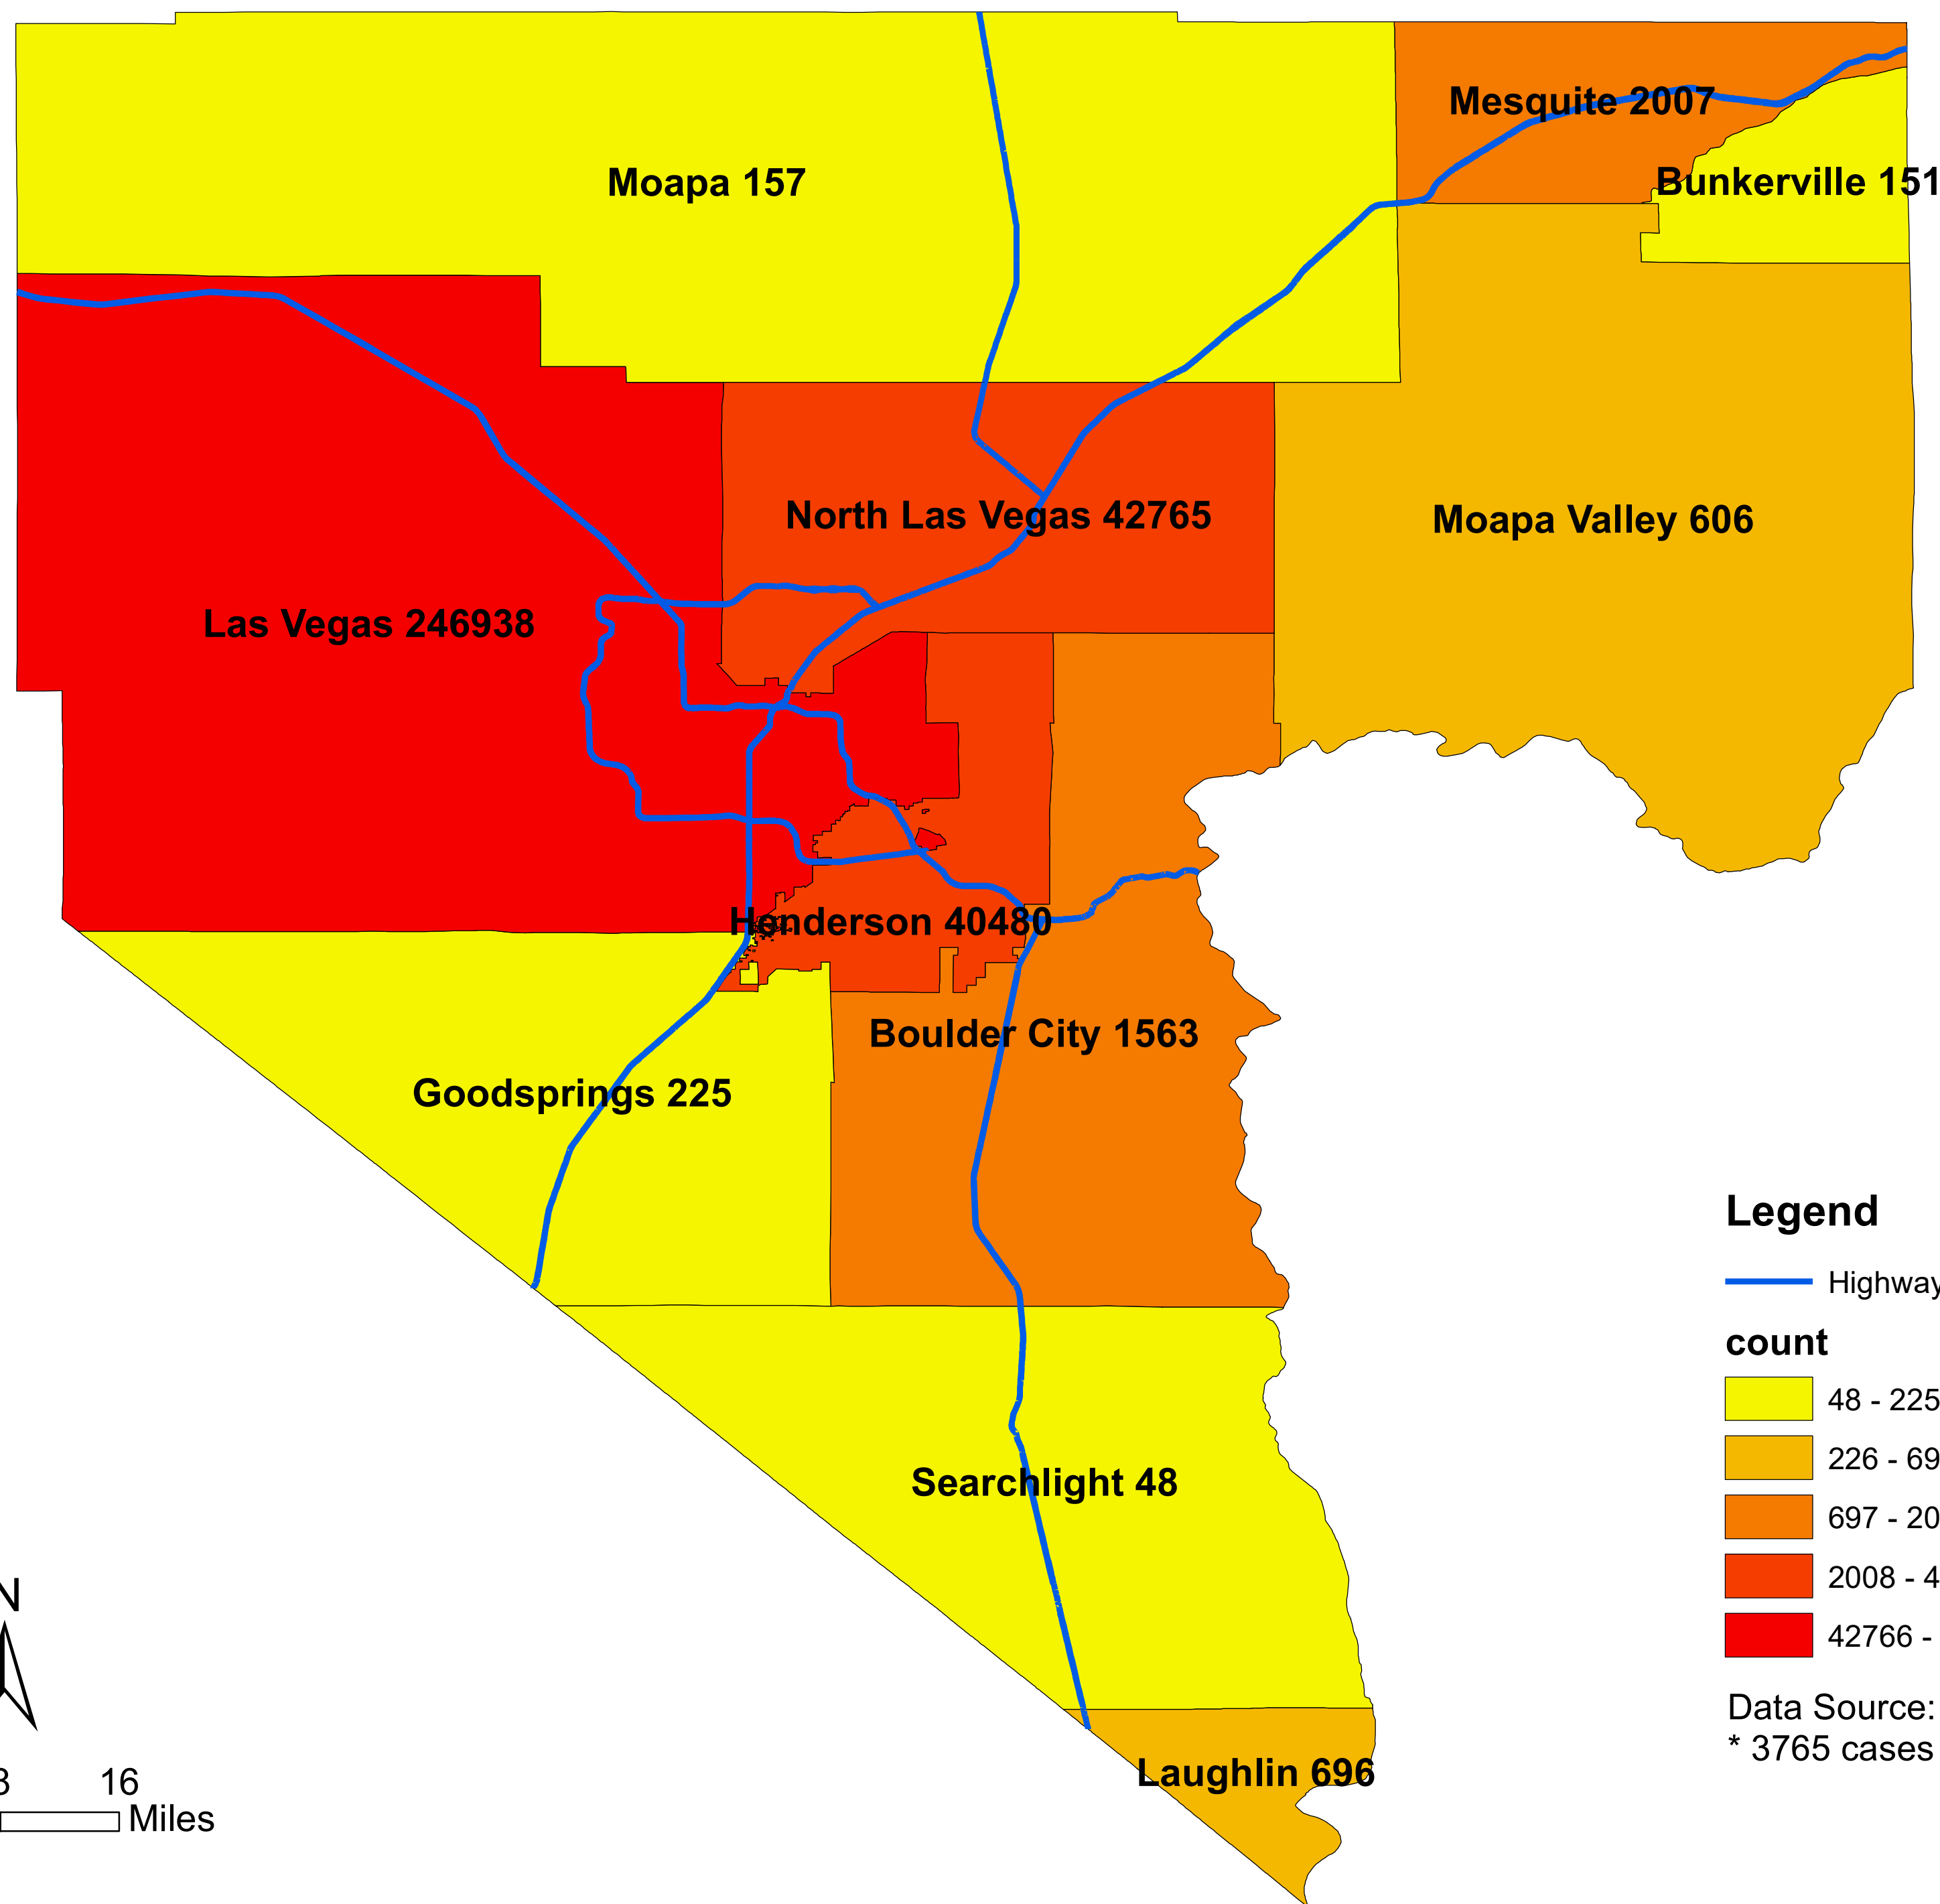 Mesquite 2007
Moapa 157
Bunkerville 151
North Las Vegas 42765
Moapa Valley 606
Las Vegas 246938
Henderson 40480
Boulder City 1563
Goodsprings 225
Legend
Highway
count
48 - 225
226 - 69
697 - 20
2008 - 4
42766 -
Searchlight 48
N
Data Source:
* 3765 cases
Laughlin 696
16
Miles